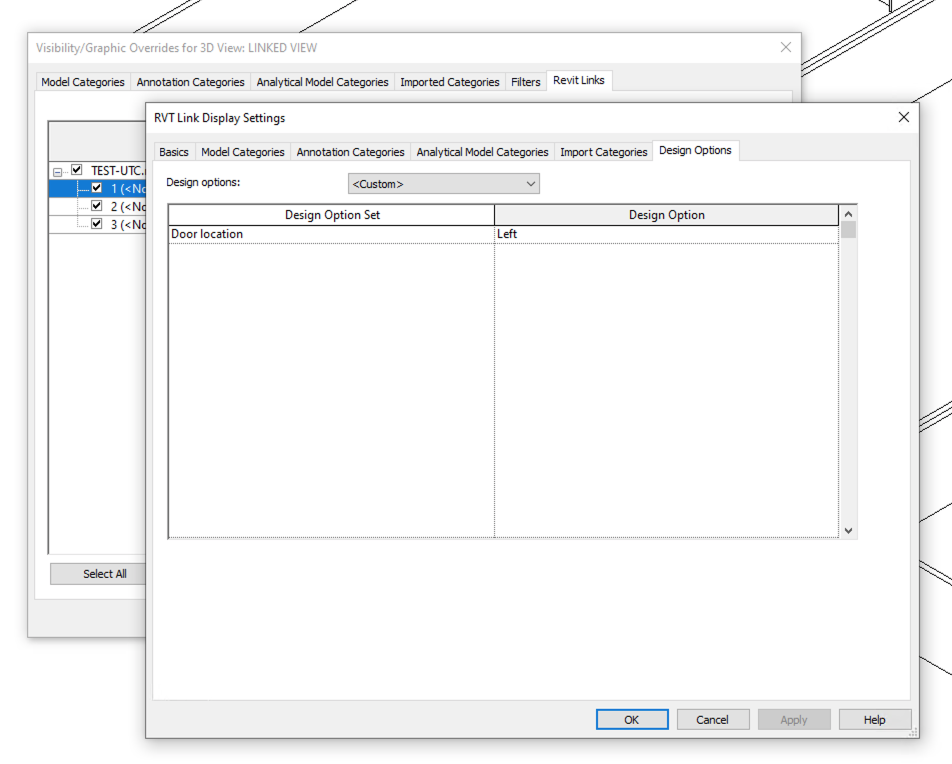 Visibility/Graphic Overrides for 3D View: LINKED VIEW
Model Categories Annotation Categories Analytical Model Categories Imported Categories Filters Revit Links
RVT Link Display Settings
Basics Model Categories Annotation Categories Analytical Model Categories Import Categories Design Options
TEST-UTC.
1 (<No
2 (<No
3 (<No
Select All
Design options: <Custom>
Design Option Set Design Option
Door location Left
OK Cancel Apply Help